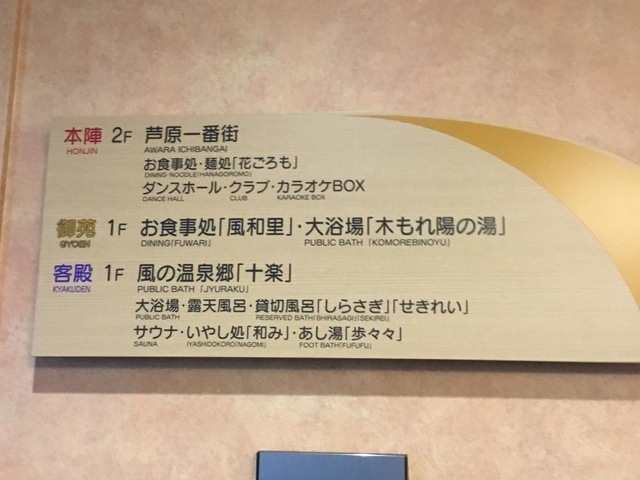 本陣 2F 芦原一番街
HONJIN AWARA ICHIBANGAI
お食事処・麺処「花ごろも」
DINING・NOODLE「HANAGOROMO」
ダンスホール・クラブ・カラオケBOX
DANCE HALL CLUB KARAOKE BOX
御苑 1F お食事処「風和里」・大浴場「木もれ陽の湯」
GYOEN DINING「FUWARI」 PUBLIC BATH「KOMOREBINOYU」
客殿 1F 風の温泉郷「十楽」
KYAKUDEN PUBLIC BATH「JYURAKU」
大浴場・露天風呂・貸切風呂「しらさぎ」「せきれい」
PUBLIC BATH RESERVED BATH「SHIRASAGI」「SEKIREI」
サウナ・いやし処「和み」・あし湯「歩々々」
SAUNA IYASHIDOKORO「NAGOMI」 FOOT BATH「FUFUFU」